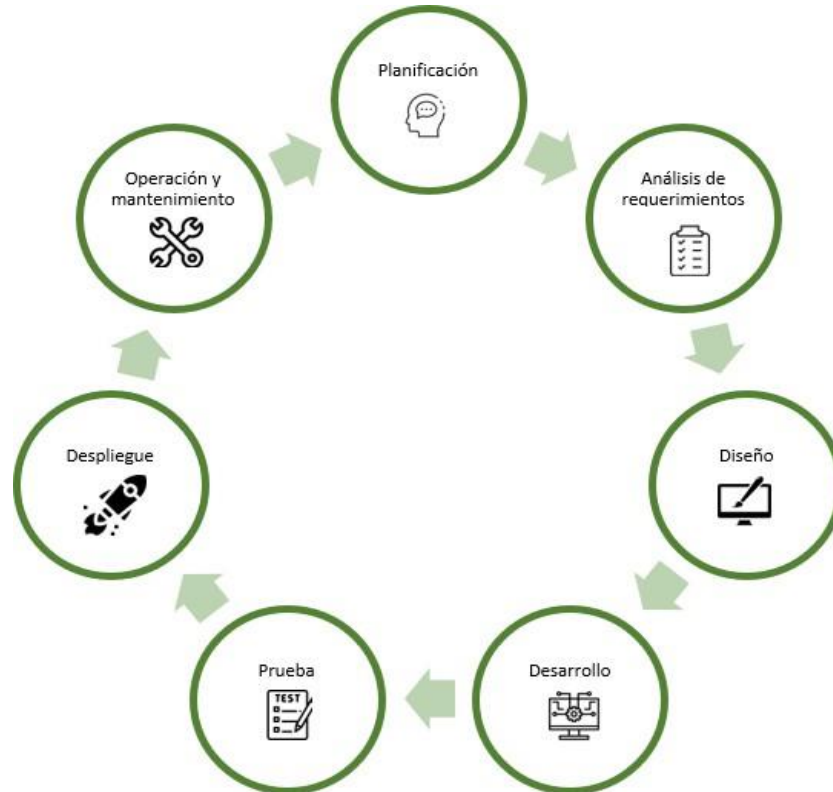 Planificación
Análisis de
requerimientos
Diseño
Desarrollo
Prueba
TEST
Despliegue
Operación y
mantenimiento